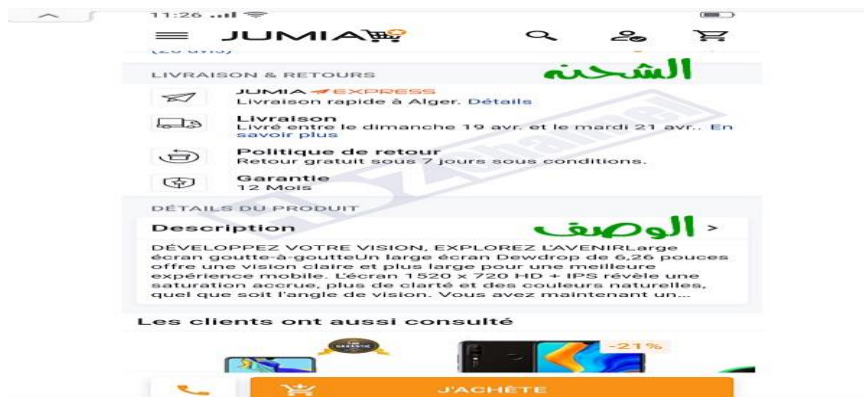 11:26
JUMIA
LIVRAISON & RETOURS
الشحن
JUMIA EXPRESS
Livraison rapide à Alger. Détails
Livraison
Livré entre le dimanche 19 avr. et le mardi 21 avr.. En
savoir plus
Politique de retour
Retour gratuit sous 7 jours sous conditions.
Garantie
12 Mois
DÉTAILS DU PRODUIT
Description
الوصف
DÉVELOPPEZ VOTRE VISION, EXPLOREZ L'AVENIRLarge
écran goutte-à-goutteUn large écran Dewdrop de 6,26 pouces
offre une vision claire et plus large pour une meilleure
expérience mobile. L'écran 1520 x 720 HD + IPS révèle une
saturation accrue, plus de clarté et des couleurs naturelles,
quel que soit l'angle de vision. Vous avez maintenant un...
Les clients ont aussi consulté
-21%
J'ACHÈTE